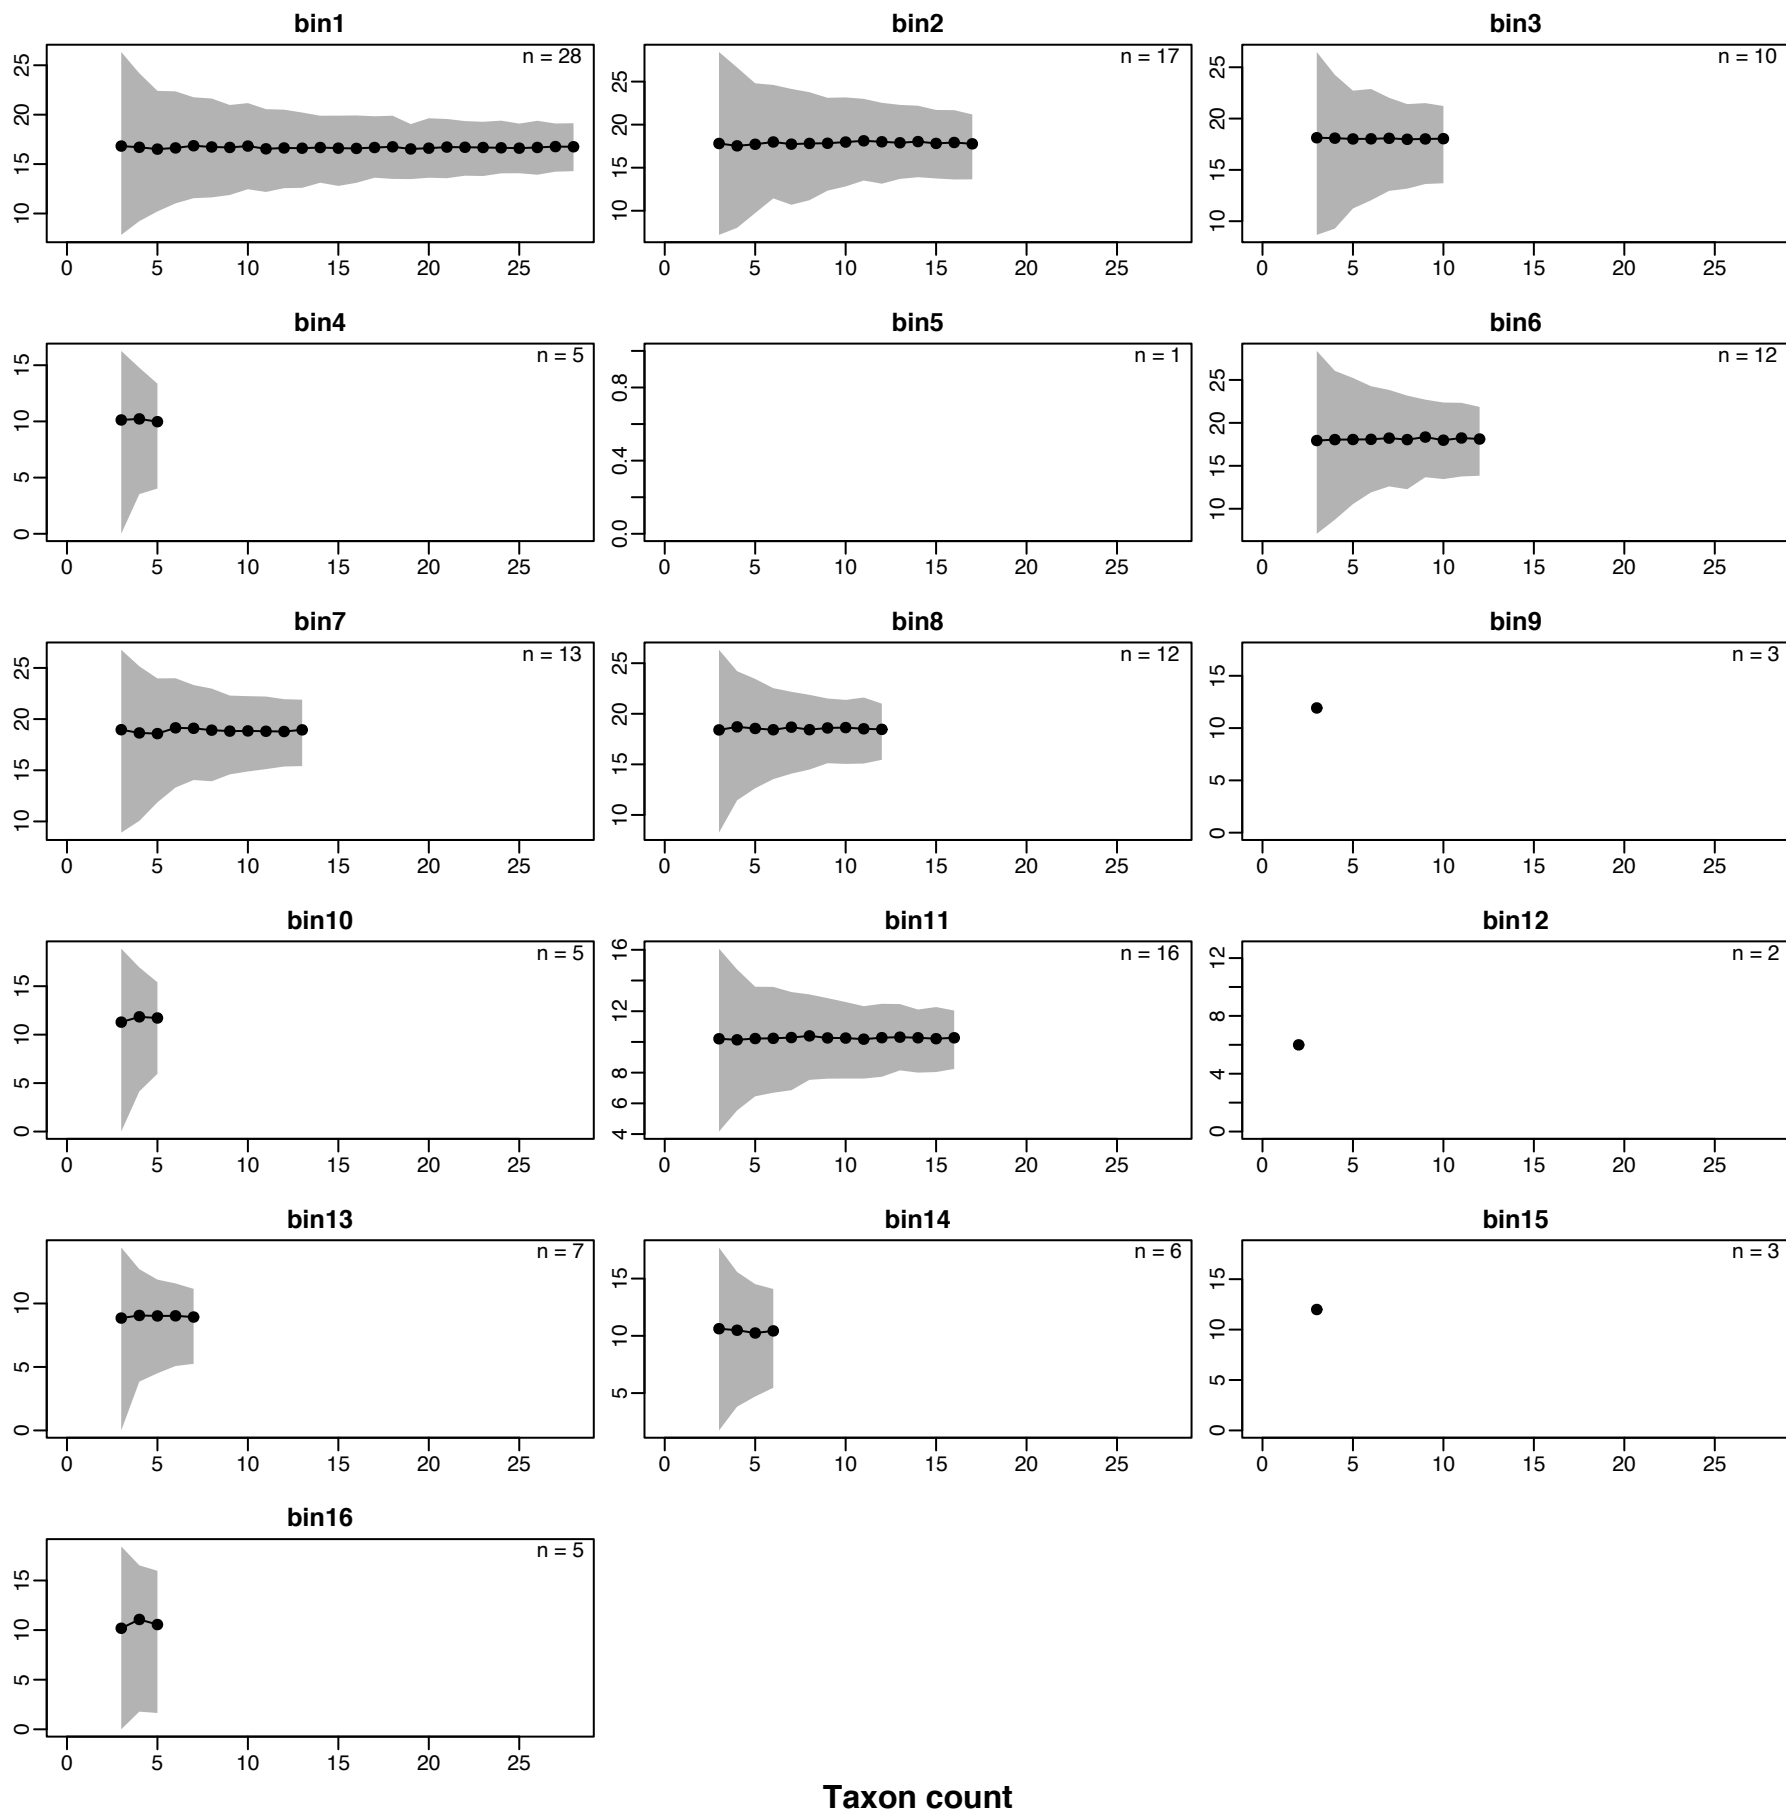 bin1 bin2 bin3
n = 28 n = 17 n = 10
25 20 15 10
25 20 15 10
25 20 15 10
0 5 10 15 20 25 0 5 10 15 20 25 0 5 10 15 20 25
bin4 bin5 bin6
n = 5 n = 1 n = 12
15 10 5 0
0.8 0.4 0.0
25 20 15 10
0 5 10 15 20 25 0 5 10 15 20 25 0 5 10 15 20 25
bin7 bin8 bin9
n = 13 n = 12 n = 3
25 20 15 10
25 20 15 10
15 10 5 0
0 5 10 15 20 25 0 5 10 15 20 25 0 5 10 15 20 25
bin10 bin11 bin12
n = 5 n = 16 n = 2
15 10 5 0
16 12 8 6 4
12 8 4 0
0 5 10 15 20 25 0 5 10 15 20 25 0 5 10 15 20 25
bin13 bin14 bin15
n = 7 n = 6 n = 3
10 5 0
15 10 5
15 10 5 0
0 5 10 15 20 25 0 5 10 15 20 25 0 5 10 15 20 25
bin16
n = 5
15 10 5 0
0 5 10 15 20 25
Taxon count